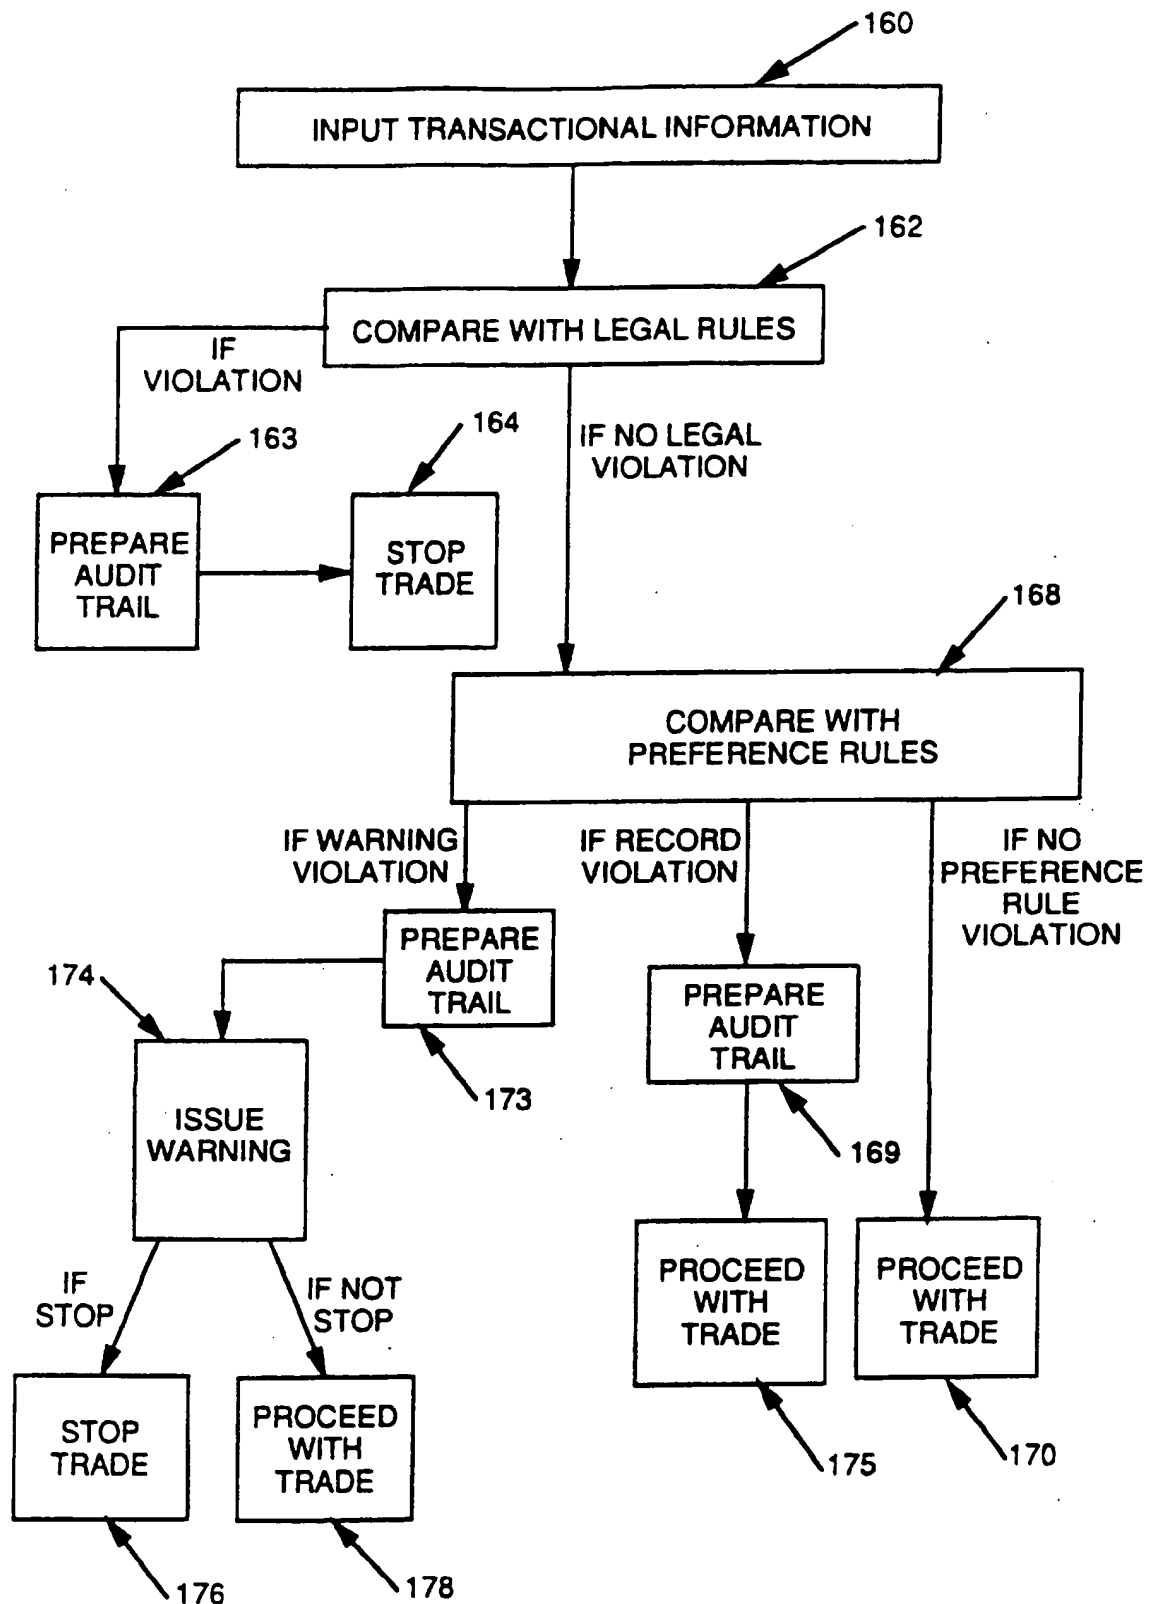 160
INPUT TRANSACTIONAL INFORMATION
162
COMPARE WITH LEGAL RULES
IF
VIOLATION
163
164
IF NO LEGAL
VIOLATION
PREPARE
AUDIT
TRAIL
STOP
TRADE
168
COMPARE WITH
PREFERENCE RULES
IF WARNING
VIOLATION
IF RECORD
VIOLATION
IF NO
PREFERENCE
RULE
VIOLATION
PREPARE
AUDIT
TRAIL
173
174
ISSUE
WARNING
PREPARE
AUDIT
TRAIL
169
IF
STOP
IF NOT
STOP
STOP
TRADE
176
PROCEED
WITH
TRADE
178
PROCEED
WITH
TRADE
175
PROCEED
WITH
TRADE
170